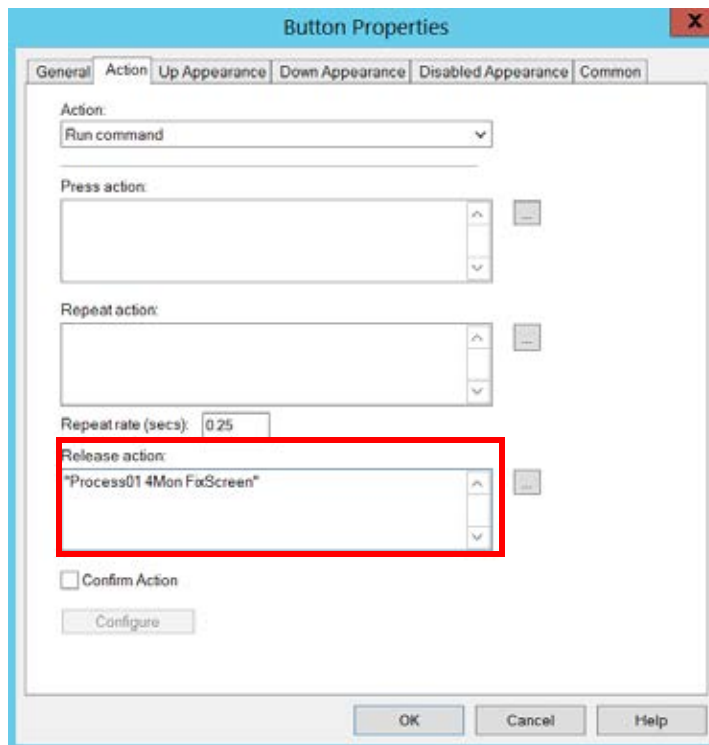 Button Properties
X
General Action Up Appearance Down Appearance Disabled Appearance Common
Action:
Run command
Press action:
...
Repeat action:
...
Repeat rate (secs): 0.25
Release action:
"Process01 4Mon FixScreen"
...
Confirm Action
Configure
OK Cancel Help